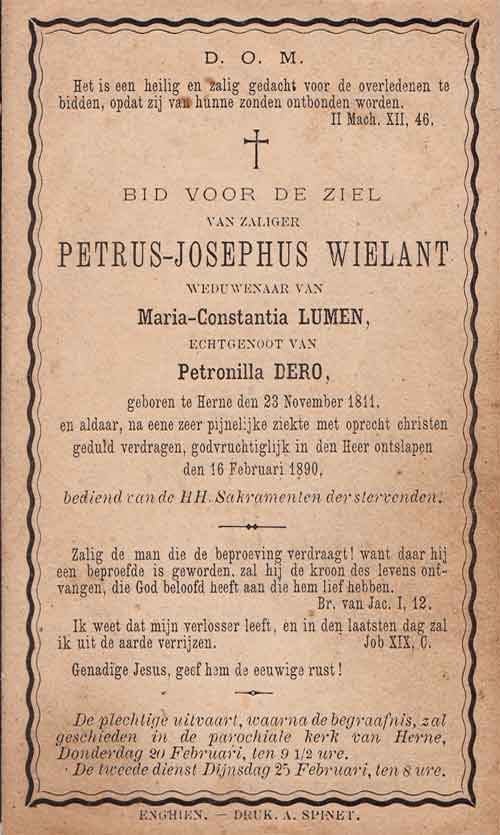 D. O. M.
Het is een heilig en zalig gedacht voor de overledenen te
bidden, opdat zij van hunne zonden ontbonden worden.
II Mach. XII, 46.
BID VOOR DE ZIEL
VAN ZALIGER
PETRUS-JOSEPHUS WIELANT
WEDUWENAAR VAN
Maria-Constantia LUMEN,
ECHTGENOOT VAN
Petronilla DERO,
geboren te Herne den 23 November 1811,
en aldaar, na eene zeer pijnelijke ziekte met oprecht christen
geduld verdragen, godvruchtiglijk in den Heer ontslapen
den 16 Februari 1890,
bediend van de HH. Sakramenten der stervenden.
Zalig de man die de beproeving verdraagt! want daar hij
een beproefde is geworden, zal hij de kroon des levens ont-
vangen, die God beloofd heeft aan die hem lief hebben.
Br. van Jac. I, 12.
Ik weet dat mijn verlosser leeft, en in den laatsten dag zal
ik uit de aarde verrijzen. Job XIX, C.
Genadige Jesus, geef hem de eeuwige rust!
De plechtige uitvaart, waarna de begraafnis, zal
geschieden in de parochiale kerk van Herne,
Donderdag 20 Februari, ten 9 1/2 ure.
De tweede dienst Dijnsdag 25 Februari, ten 8 ure.
ENGHIEN. — DRUK. A. SPINET.